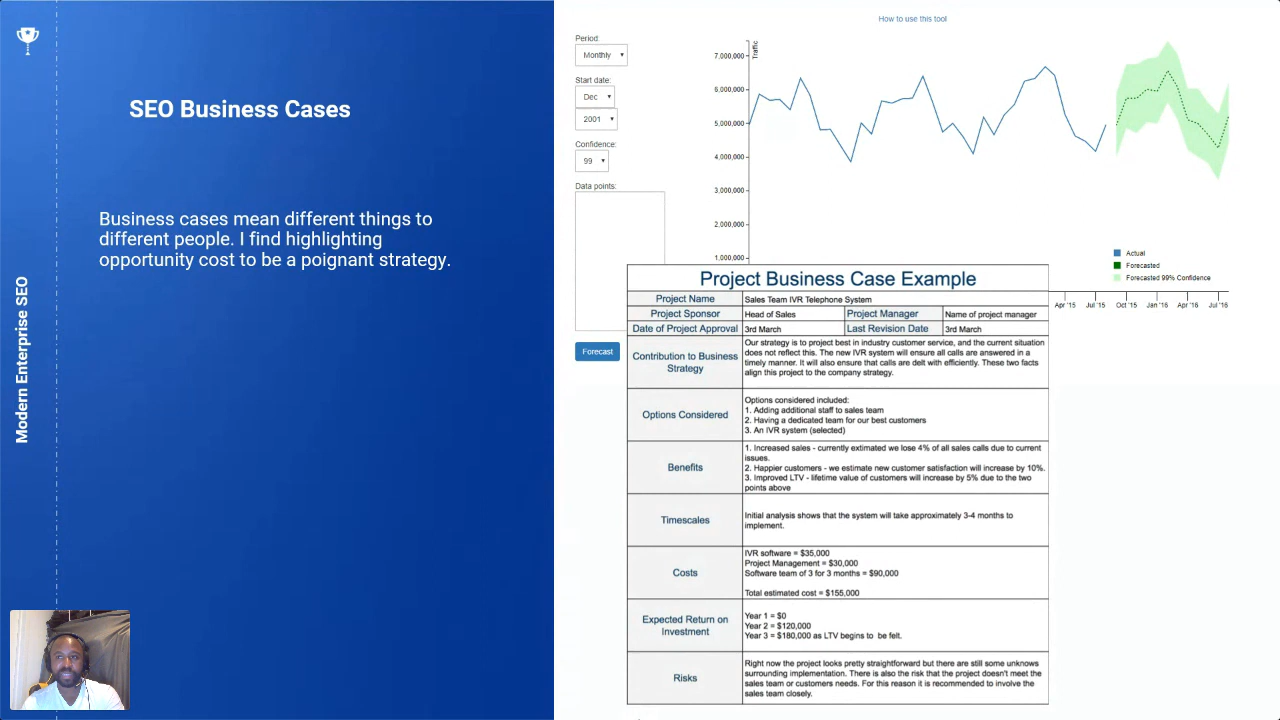 Modern Enterprise SEO
SEO Business Cases
Business cases mean different things to
different people. I find highlighting
opportunity cost to be a poignant strategy.
How to use this tool
Period:
Monthly
Start date:
Dec
2001
Confidence:
99
Data points:
Forecast
Traffic
7,000,000
6,000,000
5,000,000
4,000,000
3,000,000
2,000,000
1,000,000
Actual
Forecasted
Forecasted 99% Confidence
Apr '15 Jul '15 Oct '15 Jan '16 Apr '16 Jul '16
Project Business Case Example
Project Name Sales Team IVR Telephone System
Project Sponsor Head of Sales Project Manager Name of project manager
Date of Project Approval 3rd March Last Revision Date 3rd March
Contribution to Business
Strategy
Our strategy is to project best in industry customer service, and the current situation
does not reflect this. The new IVR system will ensure all calls are answered in a
timely manner. It will also ensure that calls are delt with efficiently. These two facts
align this project to the company strategy.
Options Considered
Options considered included:
1. Adding additional staff to sales team
2. Having a dedicated team for our best customers
3. An IVR system (selected)
Benefits
1. Increased sales - currently extimated we lose 4% of all sales calls due to current
issues.
2. Happier customers - we estimate new customer satisfaction will increase by 10%.
3. Improved LTV - lifetime value of customers will increase by 5% due to the two
points above
Timescales
Initial analysis shows that the system will take approximately 3-4 months to
implement.
Costs
IVR software = $35,000
Project Management = $30,000
Software team of 3 for 3 months = $90,000
Total estimated cost = $155,000
Expected Return on
Investment
Year 1 = $0
Year 2 = $120,000
Year 3 = $180,000 as LTV begins to be felt.
Risks
Right now the project looks pretty straightforward but there are still some unknows
surrounding implementation. There is also the risk that the project doesn't meet the
sales team or customers needs. For this reason it is recommended to involve the
sales team closely.